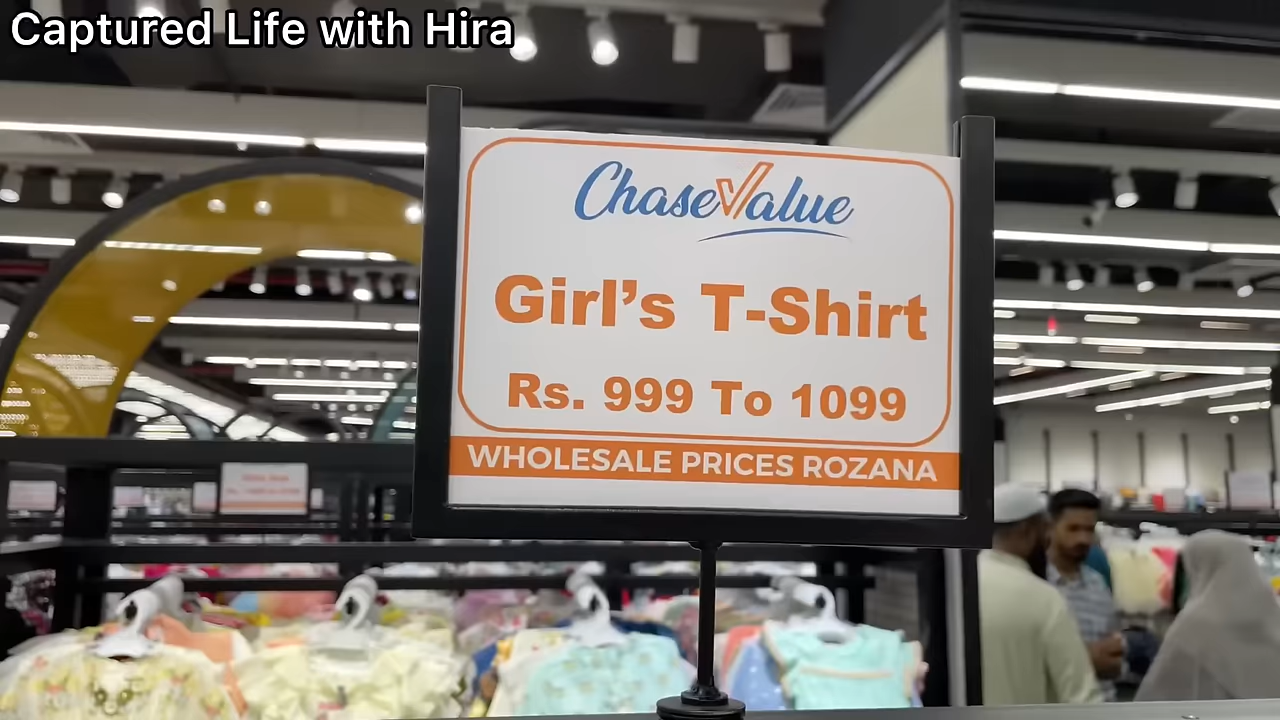 Captured Life with Hira
ChaseValue
Girl's T-Shirt
Rs. 999 To 1099
WHOLESALE PRICES ROZANA